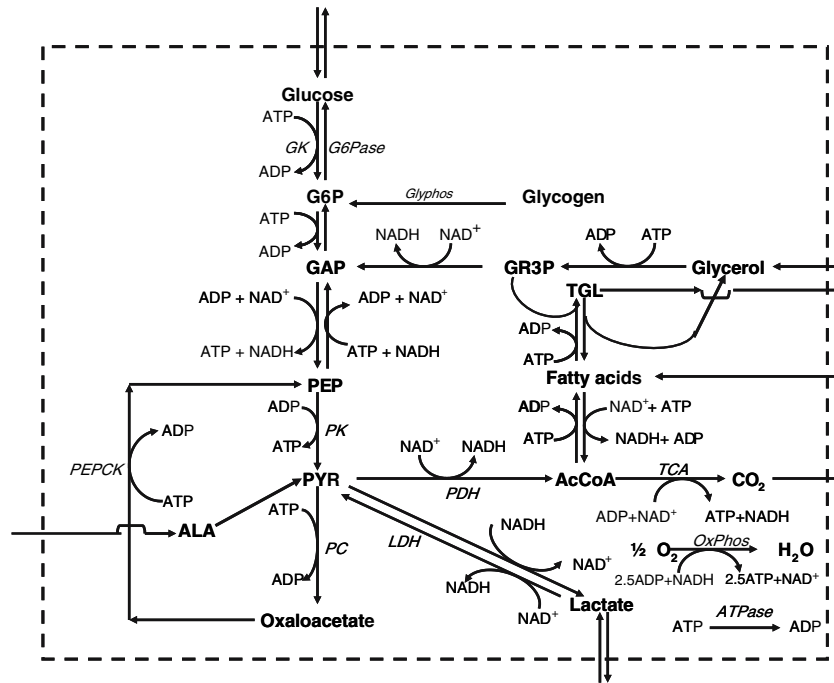 Glucose
ATP
GK
G6Pase
ADP
G6P
Glyphos
Glycogen
ATP
ADP
NADH
NAD+
ADP
ATP
GAP
GR3P
Glycerol
TGL
ADP + NAD+
ADP + NAD+
ATP + NADH
ATP + NADH
ADP
ATP
PEP
Fatty acids
ADP
PK
ATP
ADP
NAD+ + ATP
ATP
NADH+ ADP
ADP
PEPCK
ATP
NAD+
NADH
PYR
PDH
AcCoA
TCA
CO2
ADP+NAD+
ATP+NADH
ALA
ATP
PC
ADP
LDH
NADH
NAD+
NADH
NAD+
½ O2
OxPhos
H2O
2.5ADP+NADH
2.5ATP+NAD+
Oxaloacetate
Lactate
ATPase
ATP
ADP